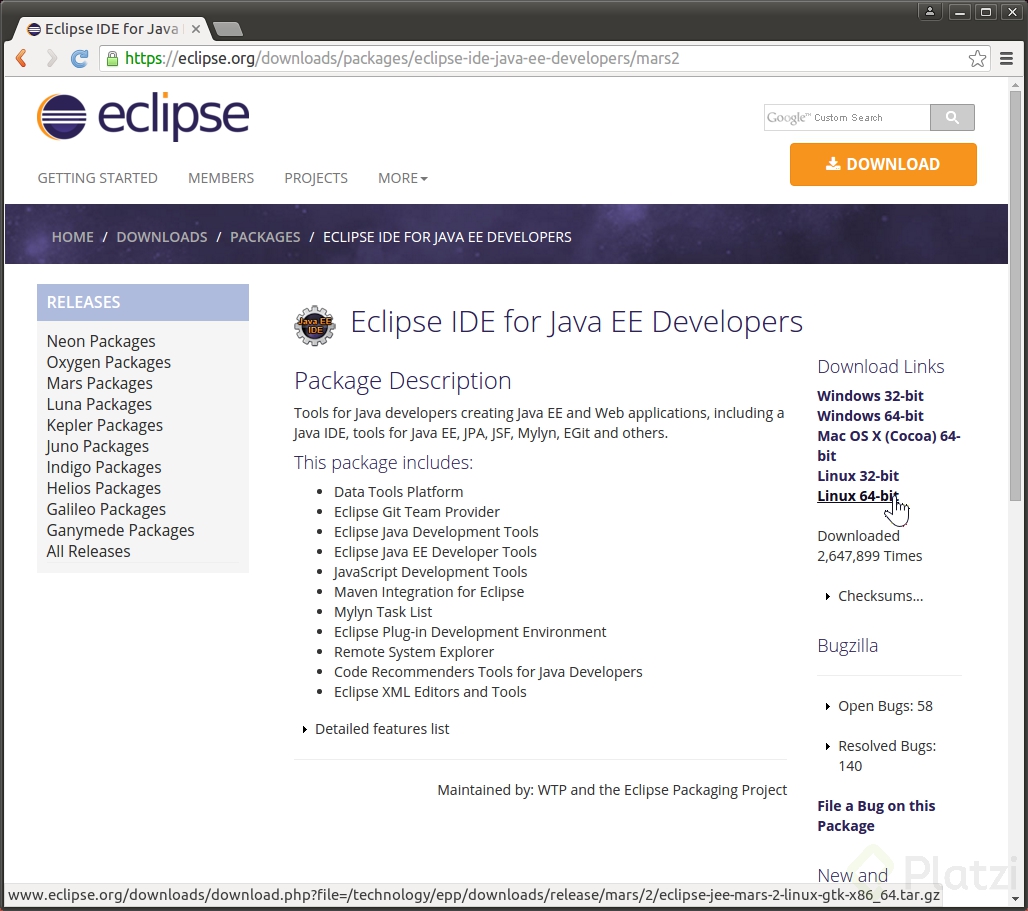 Eclipse IDE for Java
https://eclipse.org/downloads/packages/eclipse-ide-java-ee-developers/mars2
eclipse
Google™ Custom Search
DOWNLOAD
GETTING STARTED MEMBERS PROJECTS MORE
HOME / DOWNLOADS / PACKAGES / ECLIPSE IDE FOR JAVA EE DEVELOPERS
RELEASES
Neon Packages
Oxygen Packages
Mars Packages
Luna Packages
Kepler Packages
Juno Packages
Indigo Packages
Helios Packages
Galileo Packages
Ganymede Packages
All Releases
Java EE
IDE
Eclipse IDE for Java EE Developers
Package Description
Tools for Java developers creating Java EE and Web applications, including a
Java IDE, tools for Java EE, JPA, JSF, Mylyn, EGit and others.
This package includes:
• Data Tools Platform
• Eclipse Git Team Provider
• Eclipse Java Development Tools
• Eclipse Java EE Developer Tools
• JavaScript Development Tools
• Maven Integration for Eclipse
• Mylyn Task List
• Eclipse Plug-in Development Environment
• Remote System Explorer
• Code Recommenders Tools for Java Developers
• Eclipse XML Editors and Tools
Detailed features list
Maintained by: WTP and the Eclipse Packaging Project
Download Links
Windows 32-bit
Windows 64-bit
Mac OS X (Cocoa) 64-
bit
Linux 32-bit
Linux 64-bit
Downloaded
2,647,899 Times
Checksums...
Bugzilla
Open Bugs: 58
Resolved Bugs:
140
File a Bug on this
Package
New and
Platzi
www.eclipse.org/downloads/download.php?file=/technology/epp/downloads/release/mars/2/eclipse-jee-mars-2-linux-gtk-x86_64.tar.gz